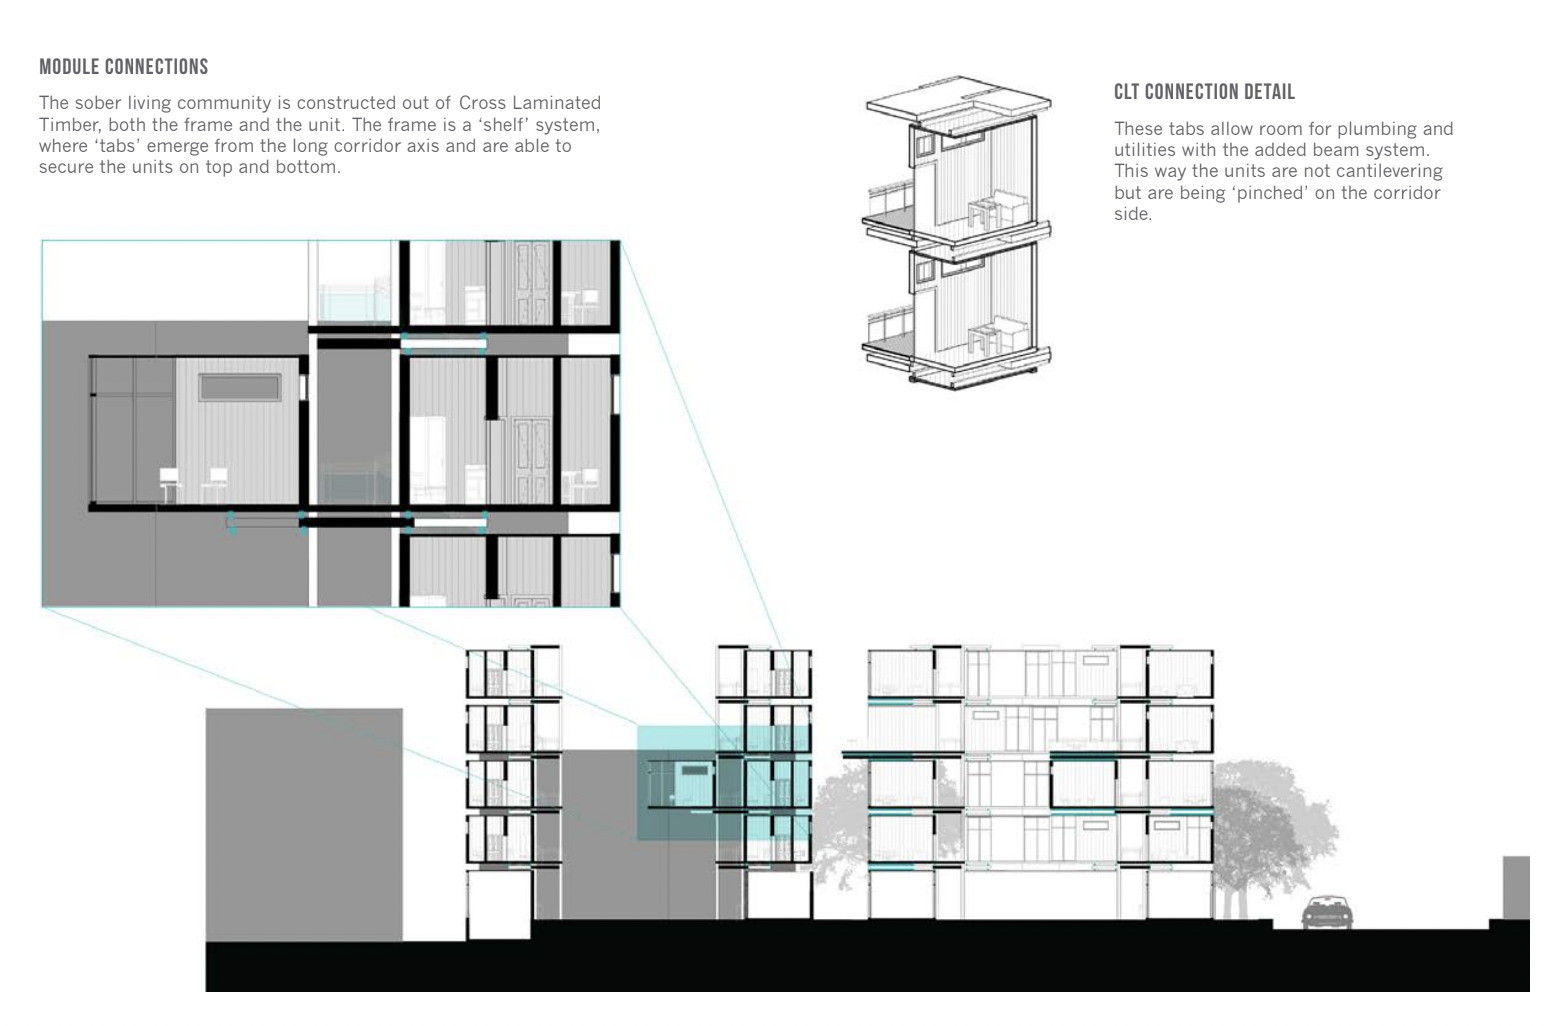 MODULE CONNECTIONS
The sober living community is constructed out of Cross Laminated
Timber, both the frame and the unit. The frame is a ‘shelf’ system,
where ‘tabs’ emerge from the long corridor axis and are able to
secure the units on top and bottom.
CLT CONNECTION DETAIL
These tabs allow room for plumbing and
utilities with the added beam system.
This way the units are not cantilevering
but are being ‘pinched’ on the corridor
side.